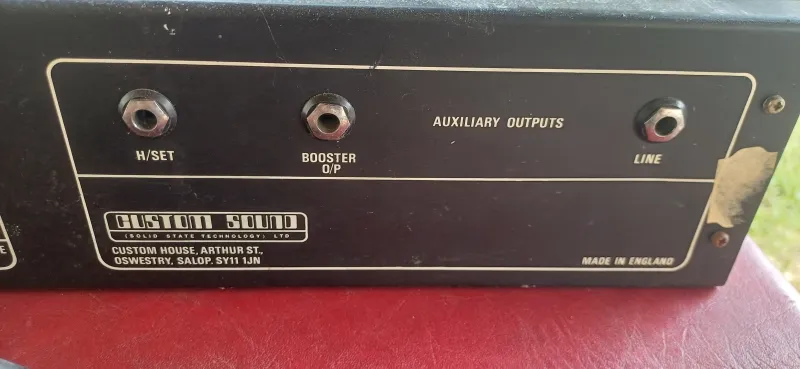 H/SET
BOOSTER
O/P
AUXILIARY OUTPUTS
LINE
CUSTOM SOUND
(SOLID STATE TECHNOLOGY) LTD
CUSTOM HOUSE, ARTHUR ST.,
OSWESTRY, SALOP. SY11 1JN
MADE IN ENGLAND
E